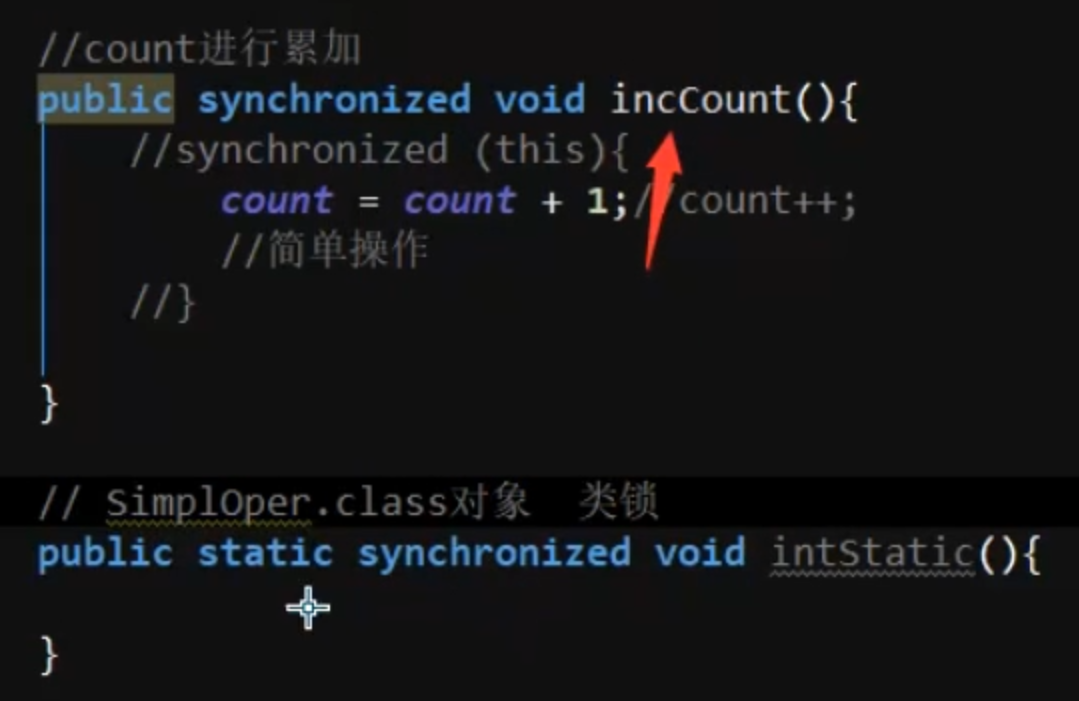 //count进行累加
public synchronized void incCount(){
//synchronized (this){
count = count + 1;//count++;
//简单操作
//}
}
// SimplOper.class对象 类锁
public static synchronized void intStatic(){
}